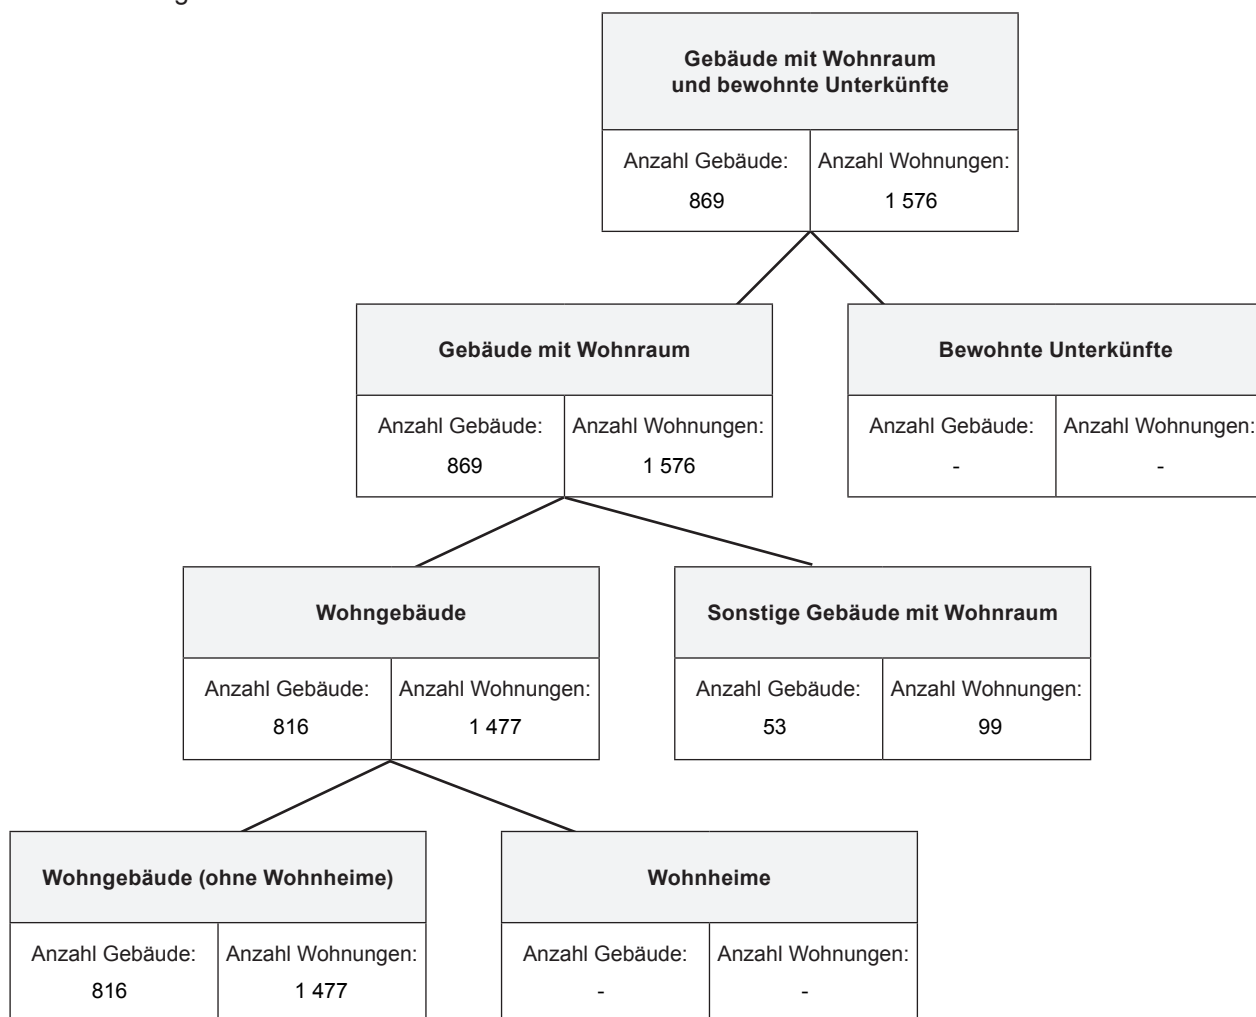 Gebäude mit Wohnraum
und bewohnte Unterkünfte
Anzahl Gebäude: Anzahl Wohnungen:
869 1 576
Gebäude mit Wohnraum Bewohnte Unterkünfte
Anzahl Gebäude: Anzahl Wohnungen: Anzahl Gebäude: Anzahl Wohnungen:
869 1 576 - -
Wohngebäude Sonstige Gebäude mit Wohnraum
Anzahl Gebäude: Anzahl Wohnungen: Anzahl Gebäude: Anzahl Wohnungen:
816 1 477 53 99
Wohngebäude (ohne Wohnheime) Wohnheime
Anzahl Gebäude: Anzahl Wohnungen: Anzahl Gebäude: Anzahl Wohnungen:
816 1 477 - -